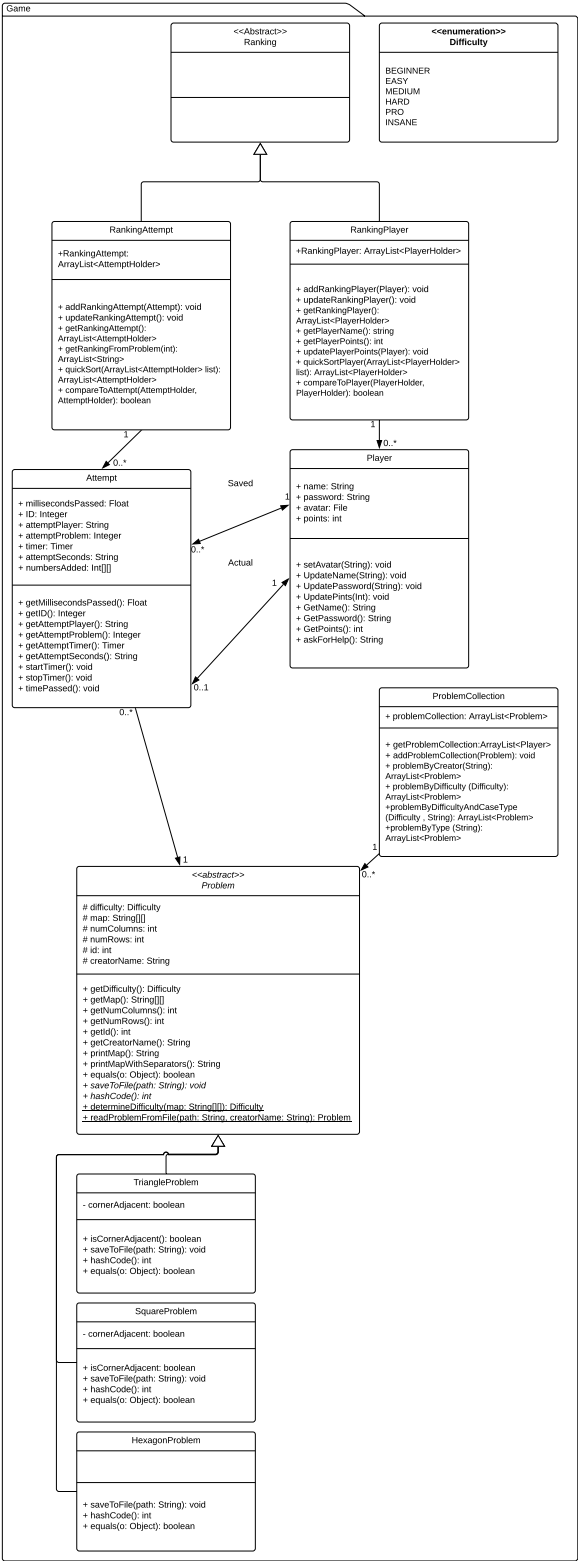 Game
<<Abstract>>
Ranking
<<enumeration>>
Difficulty
BEGINNER
EASY
MEDIUM
HARD
PRO
INSANE
RankingAttempt
+RankingAttempt:
ArrayList<AttemptHolder>
+ addRankingAttempt(Attempt): void
+ updateRankingAttempt(): void
+ getRankingAttempt():
ArrayList<AttemptHolder>
+ getRankingFromProblem(int):
ArrayList<String>
+ quickSort(ArrayList<AttemptHolder> list):
ArrayList<AttemptHolder>
+ compareToAttempt(AttemptHolder,
AttemptHolder): boolean
RankingPlayer
+RankingPlayer: ArrayList<PlayerHolder>
+ addRankingPlayer(Player): void
+ updateRankingPlayer(): void
+ getRankingPlayer():
ArrayList<PlayerHolder>
+ getPlayerName(): string
+ getPlayerPoints(): int
+ updatePlayerPoints(Player): void
+ quickSortPlayer(ArrayList<PlayerHolder>
list): ArrayList<PlayerHolder>
+ compareToPlayer(PlayerHolder,
PlayerHolder): boolean
1
0..*
1
0..*
Attempt
+ millisecondsPassed: Float
+ ID: Integer
+ attemptPlayer: String
+ attemptProblem: Integer
+ timer: Timer
+ attemptSeconds: String
+ numbersAdded: Int[][]
+ getMillisecondsPassed(): Float
+ getID(): Integer
+ getAttemptPlayer(): String
+ getAttemptProblem(): Integer
+ getAttemptTimer(): Timer
+ getAttemptSeconds(): String
+ startTimer(): void
+ stopTimer(): void
+ timePassed(): void
Saved
1
0..*
Actual
1
0..1
Player
+ name: String
+ password: String
+ avatar: File
+ points: int
+ setAvatar(String): void
+ UpdateName(String): void
+ UpdatePassword(String): void
+ UpdatePints(Int): void
+ GetName(): String
+ GetPassword(): String
+ GetPoints(): int
+ askForHelp(): String
ProblemCollection
+ problemCollection: ArrayList<Problem>
+ getProblemCollection:ArrayList<Player>
+ addProblemCollection(Problem): void
+ problemByCreator(String):
ArrayList<Problem>
+ problemByDifficulty (Difficulty):
ArrayList<Problem>
+problemByDifficultyAndCaseType
(Difficulty , String): ArrayList<Problem>
+problemByType (String):
ArrayList<Problem>
0..*
1
1
0..*
<<abstract>>
Problem
# difficulty: Difficulty
# map: String[][]
# numColumns: int
# numRows: int
# id: int
# creatorName: String
+ getDifficulty(): Difficulty
+ getMap(): String[][]
+ getNumColumns(): int
+ getNumRows(): int
+ getId(): int
+ getCreatorName(): String
+ printMap(): String
+ printMapWithSeparators(): String
+ equals(o: Object): boolean
+ saveToFile(path: String): void
+ hashCode(): int
+ determineDifficulty(map: String[][]): Difficulty
+ readProblemFromFile(path: String, creatorName: String): Problem
TriangleProblem
- cornerAdjacent: boolean
+ isCornerAdjacent(): boolean
+ saveToFile(path: String): void
+ hashCode(): int
+ equals(o: Object): boolean
SquareProblem
- cornerAdjacent: boolean
+ isCornerAdjacent: boolean
+ saveToFile(path: String): void
+ hashCode(): int
+ equals(o: Object): boolean
HexagonProblem
+ saveToFile(path: String): void
+ hashCode(): int
+ equals(o: Object): boolean